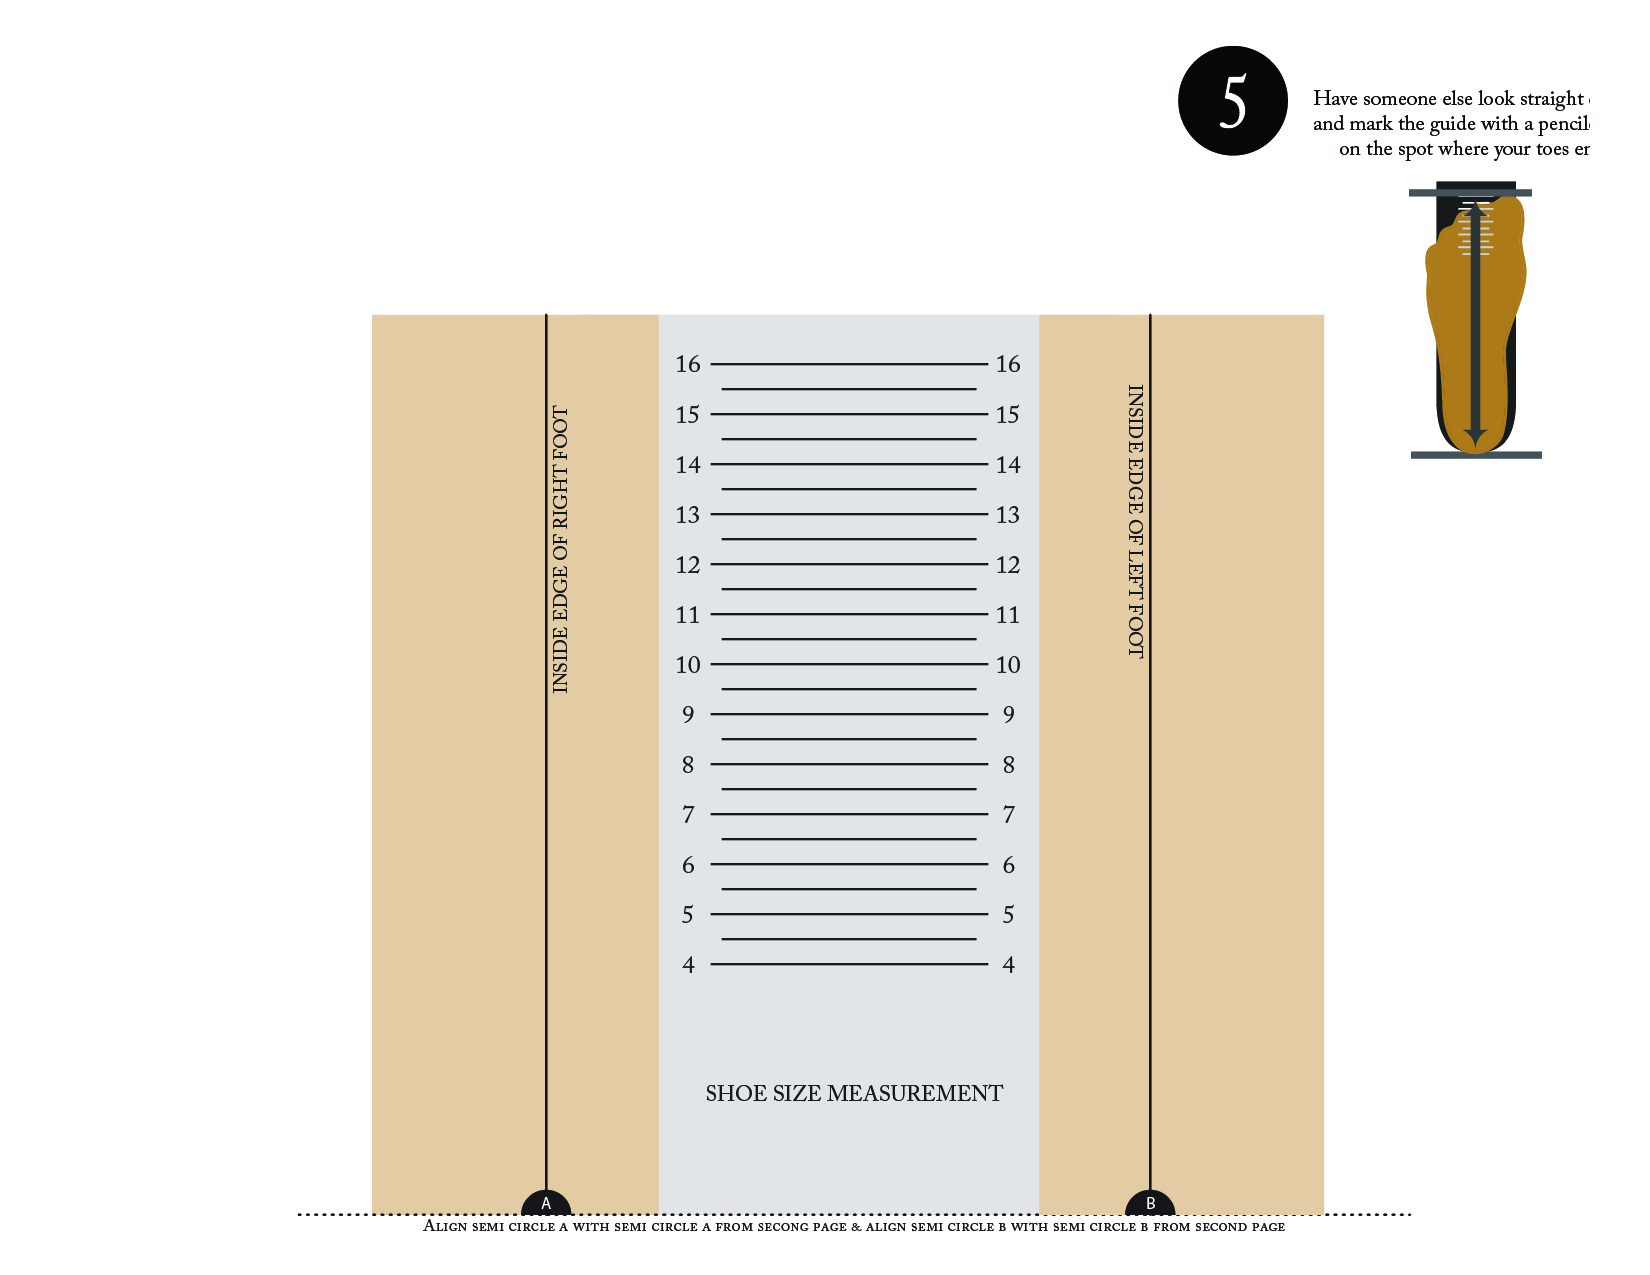 5
Have someone else look straight
and mark the guide with a pencil
on the spot where your toes
16 16
15 15
14 14
13 13
12 12
11 11
10 10
9 9
8 8
7 7
6 6
5 5
4 4
INSIDE EDGE OF RIGHT FOOT
INSIDE EDGE OF LEFT FOOT
SHOE SIZE MEASUREMENT
A
B
Align semi circle a with semi circle a from secong page & align semi circle b with semi circle b from second page